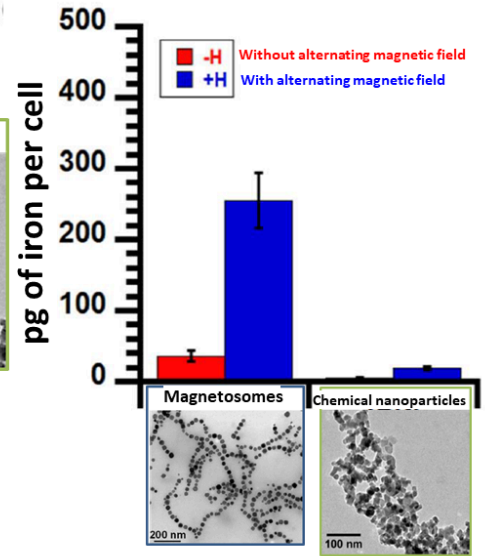 500
400
300
200
100
0
pg of iron per cell
-H Without alternating magnetic field
+H With alternating magnetic field
Magnetosomes
Chemical nanoparticles
200 nm
100 nm